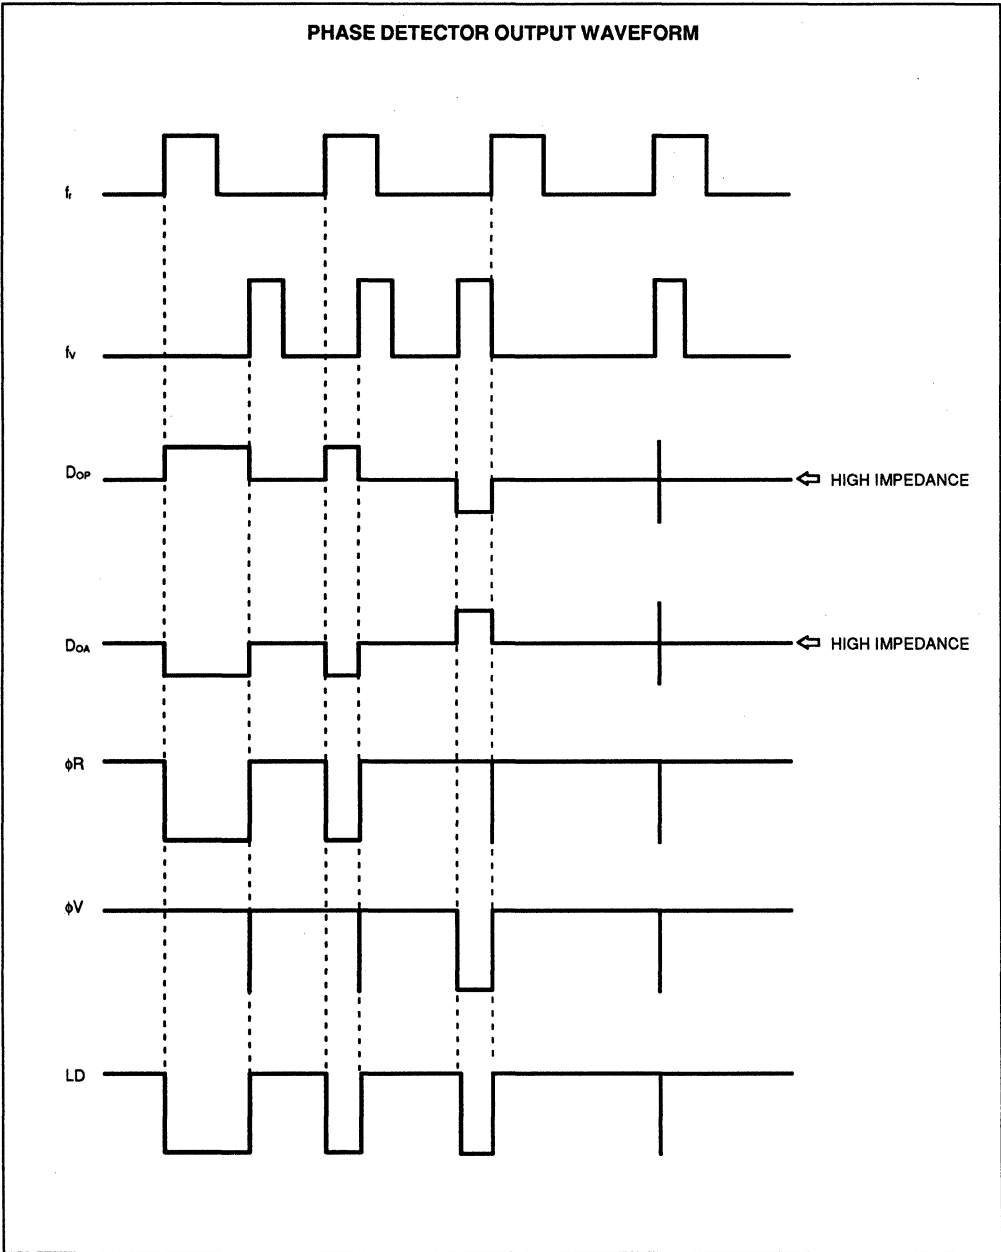 PHASE DETECTOR OUTPUT WAVEFORM
fr
fv
DOP
HIGH IMPEDANCE
DOA
HIGH IMPEDANCE
ϕR
ϕV
LD